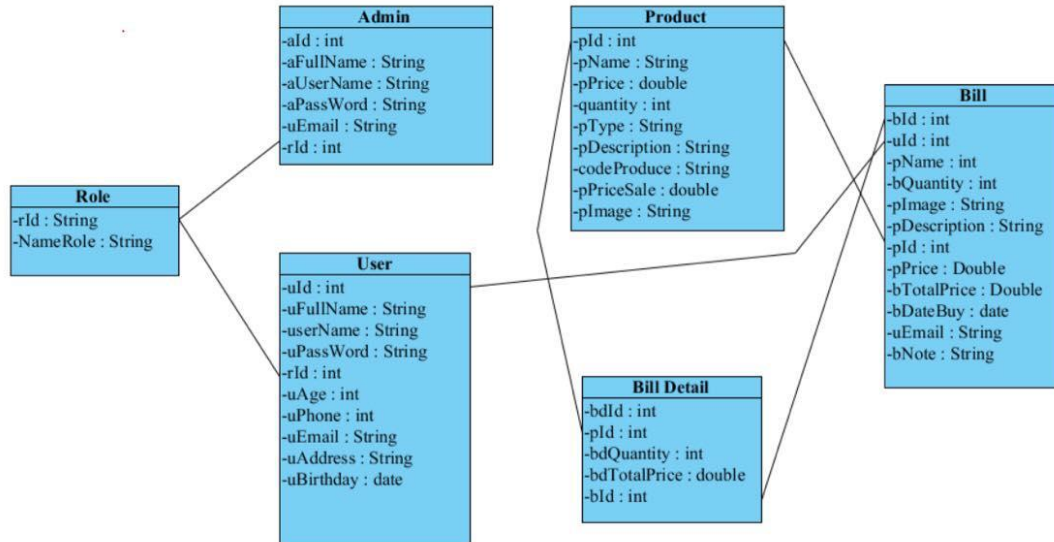 Admin
-aId : int
-aFullName : String
-aUserName : String
-aPassWord : String
-uEmail : String
-rId : int
Product
-pId : int
-pName : String
-pPrice : double
-quantity : int
-pType : String
-pDescription : String
-codeProduce : String
-pPriceSale : double
-pImage : String
Bill
-bId : int
-uId : int
-pName : int
-bQuantity : int
-pImage : String
-pDescription : String
-pId : int
-pPrice : Double
-bTotalPrice : Double
-bDateBuy : date
-uEmail : String
-bNote : String
Role
-rId : String
-NameRole : String
User
-uId : int
-uFullName : String
-userName : String
-uPassWord : String
-rId : int
-uAge : int
-uPhone : int
-uEmail : String
-uAddress : String
-uBirthday : date
Bill Detail
-bdId : int
-pId : int
-bdQuantity : int
-bdTotalPrice : double
-bId : int